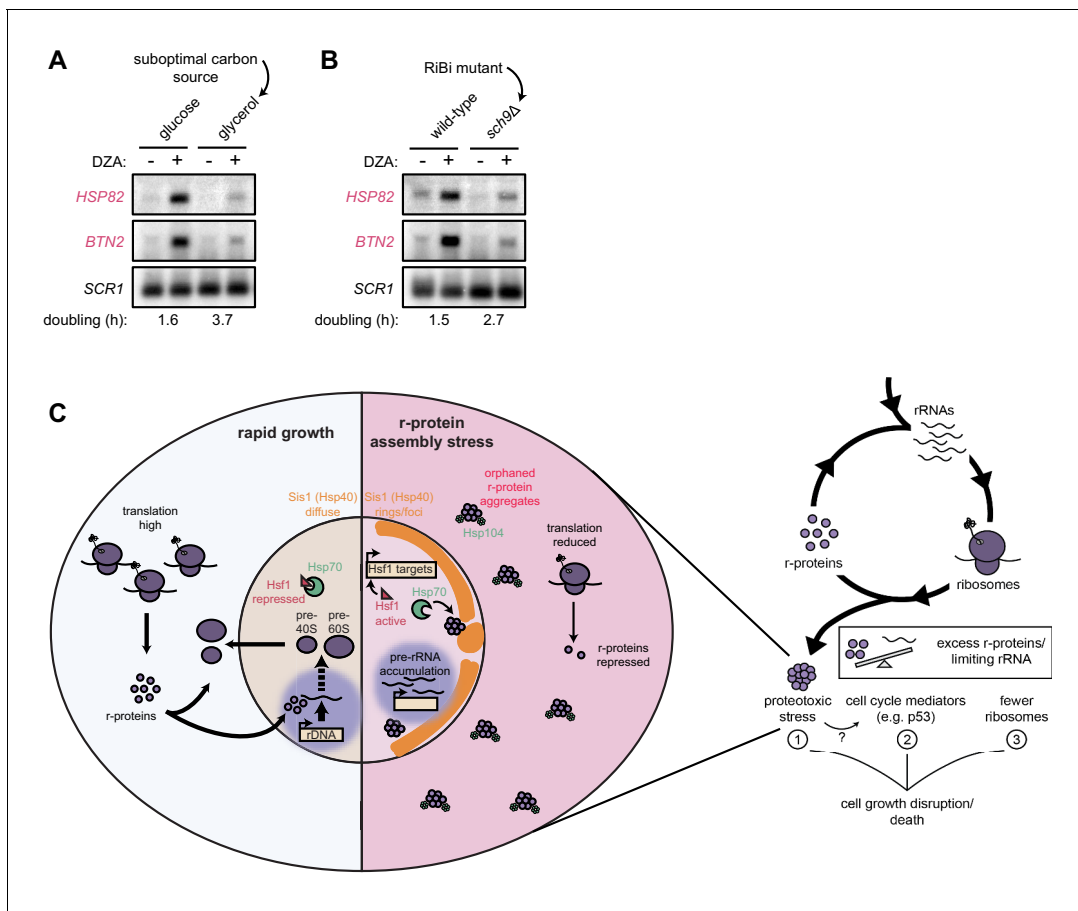 A
suboptimal carbon
source
glucose
glycerol
DZA: - + - +
HSP82
BTN2
SCR1
doubling (h): 1.6 3.7
B
RiBi mutant
wild-type
sch9Δ
DZA: - + - +
HSP82
BTN2
SCR1
doubling (h): 1.5 2.7
C
rapid growth
r-protein
assembly stress
translation
high
r-proteins
Sis1 (Hsp40)
diffuse
Hsp70
Hsf1
repressed
pre-
40S
pre-
60S
rDNA
Sis1 (Hsp40)
rings/foci
Hsf1 targets
Hsf1
active
Hsp70
pre-rRNA
accumulation
orphaned
r-protein
aggregates
Hsp104
translation
reduced
r-proteins
repressed
rRNAs
r-proteins
ribosomes
excess r-proteins/
limiting rRNA
proteotoxic
stress
1
?
cell cycle mediators
(e.g. p53)
2
fewer
ribosomes
3
cell growth disruption/
death